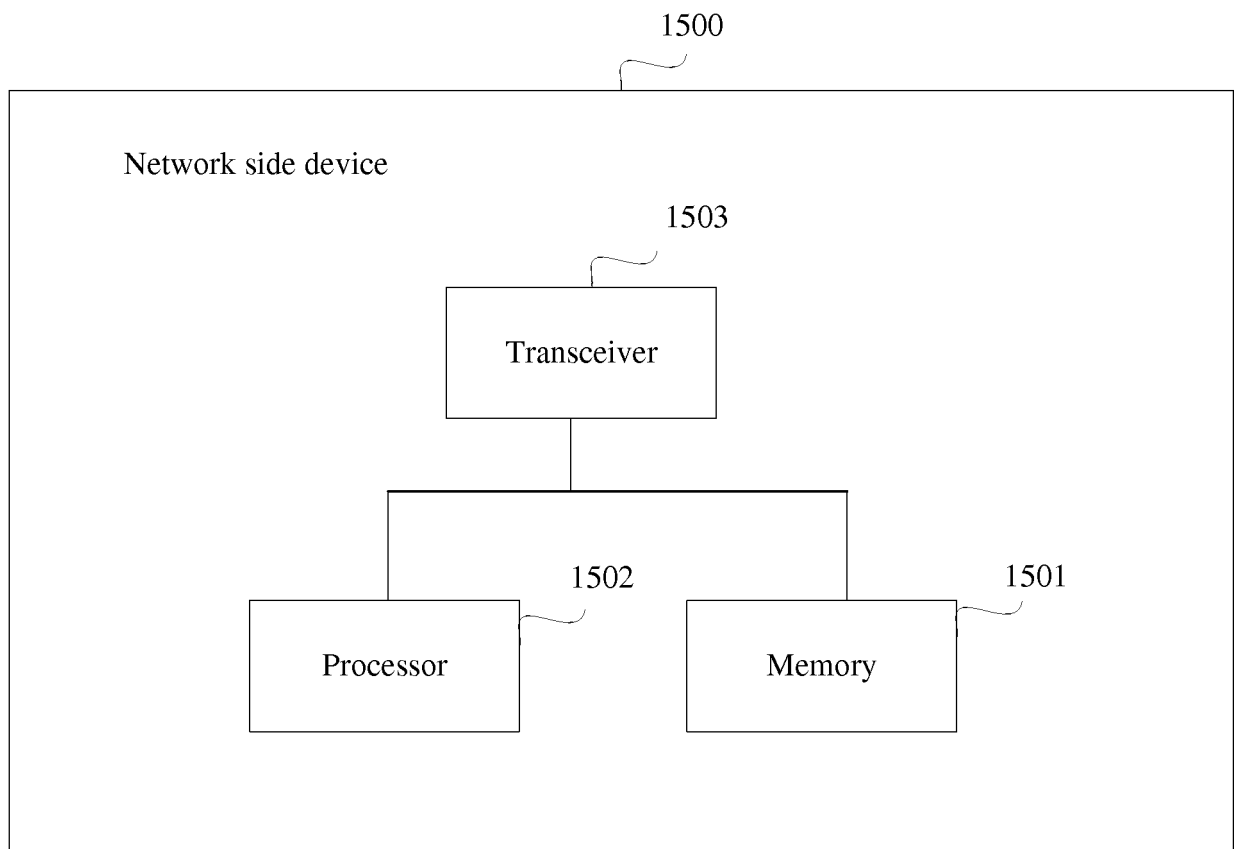 1500
Network side device
1503
Transceiver
1502
1501
Processor
Memory